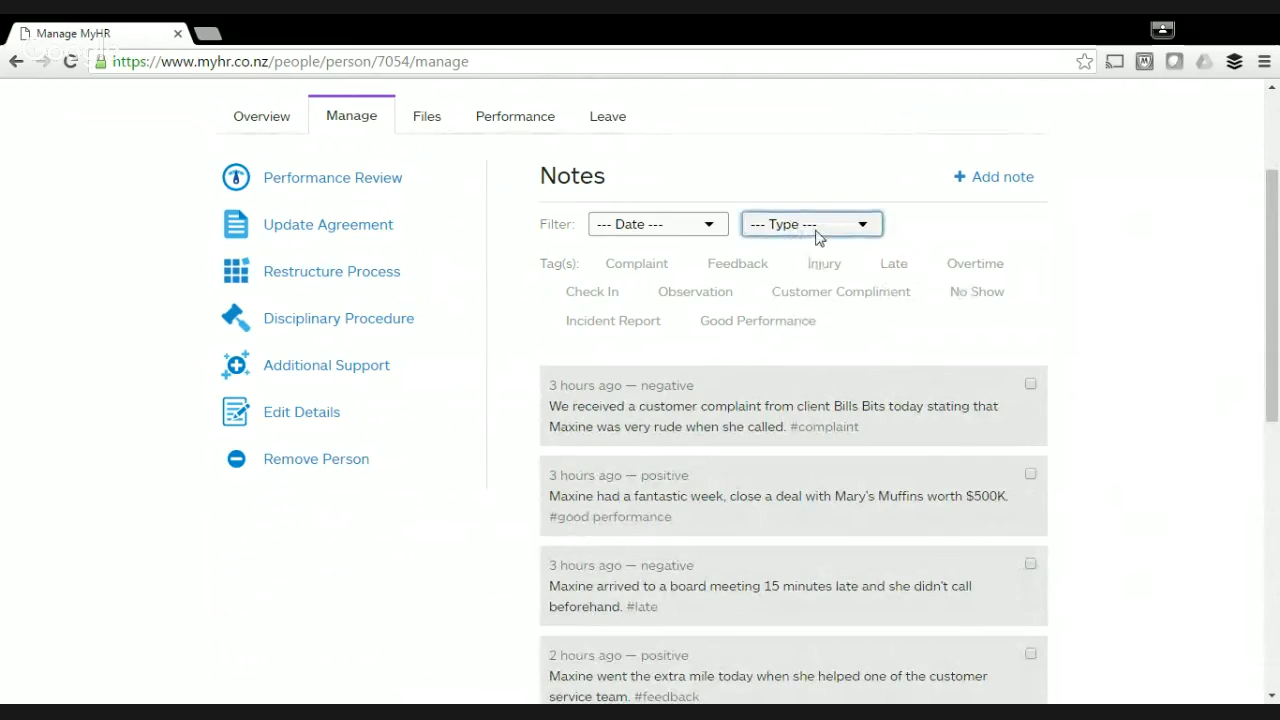 Manage MyHR
https://www.myhr.co.nz/people/person/7054/manage
Overview Manage Files Performance Leave
Performance Review
Update Agreement
Restructure Process
Disciplinary Procedure
Additional Support
Edit Details
Remove Person
Notes
+ Add note
Filter: --- Date --- --- Type ---
Tag(s): Complaint Feedback Injury Late Overtime
Check In Observation Customer Compliment No Show
Incident Report Good Performance
3 hours ago — negative
We received a customer complaint from client Bills Bits today stating that
Maxine was very rude when she called. #complaint
3 hours ago — positive
Maxine had a fantastic week, close a deal with Mary's Muffins worth $500K.
#good performance
3 hours ago — negative
Maxine arrived to a board meeting 15 minutes late and she didn't call
beforehand. #late
2 hours ago — positive
Maxine went the extra mile today when she helped one of the customer
service team. #feedback